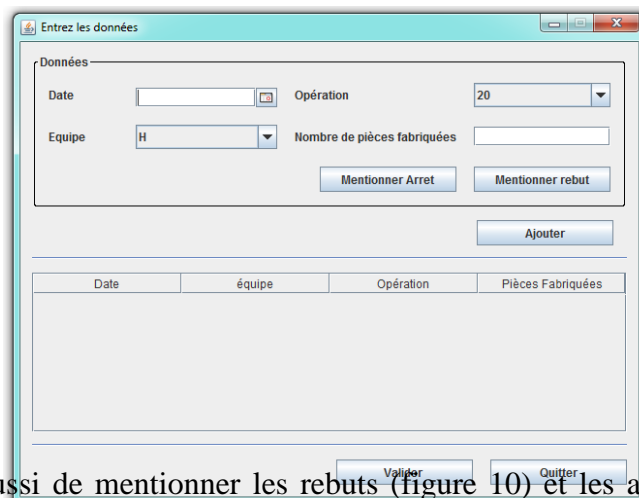 Entrez les données
Données
Date
Opération
20
Equipe
H
Nombre de pièces fabriquées
Mentionner Arret
Mentionner rebut
Ajouter
Date équipe Opération Pièces Fabriquées
Valider
Quitter
ussi de mentionner les rebuts (figure 10) et les a